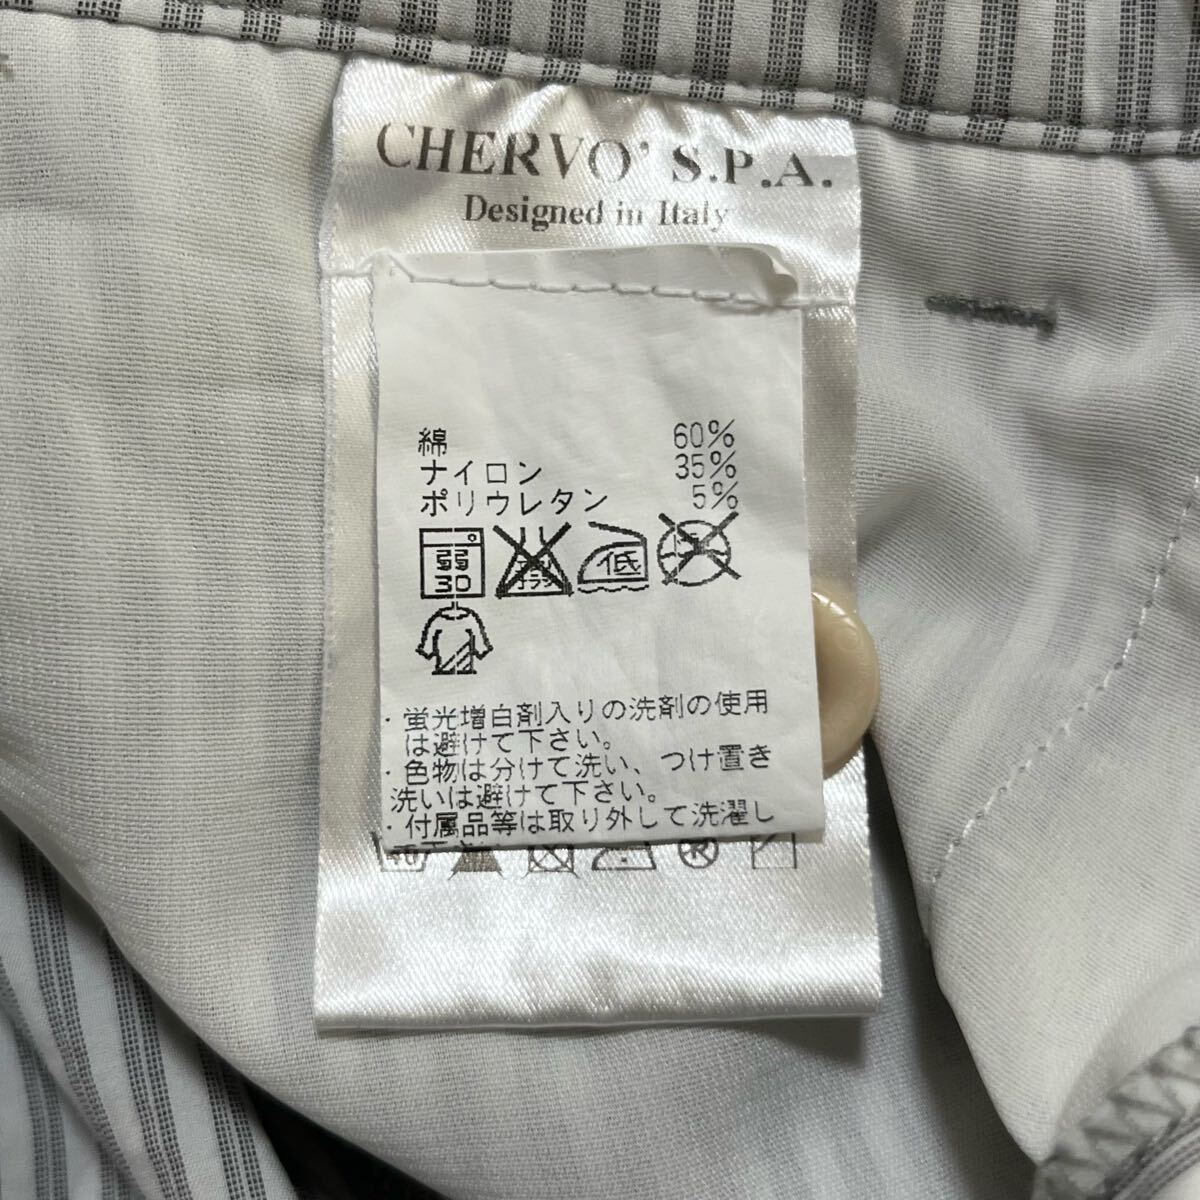 CHERVO' S.P.A.
Designed in Italy
綿 60%
ナイロン 35%
ポリウレタン 5%
弱 低
30
・蛍光増白剤入りの洗剤の使用
は避けて下さい。
・色物は分けて洗い、つけ置き
洗いは避けて下さい。
・付属品等は取り外して洗濯し